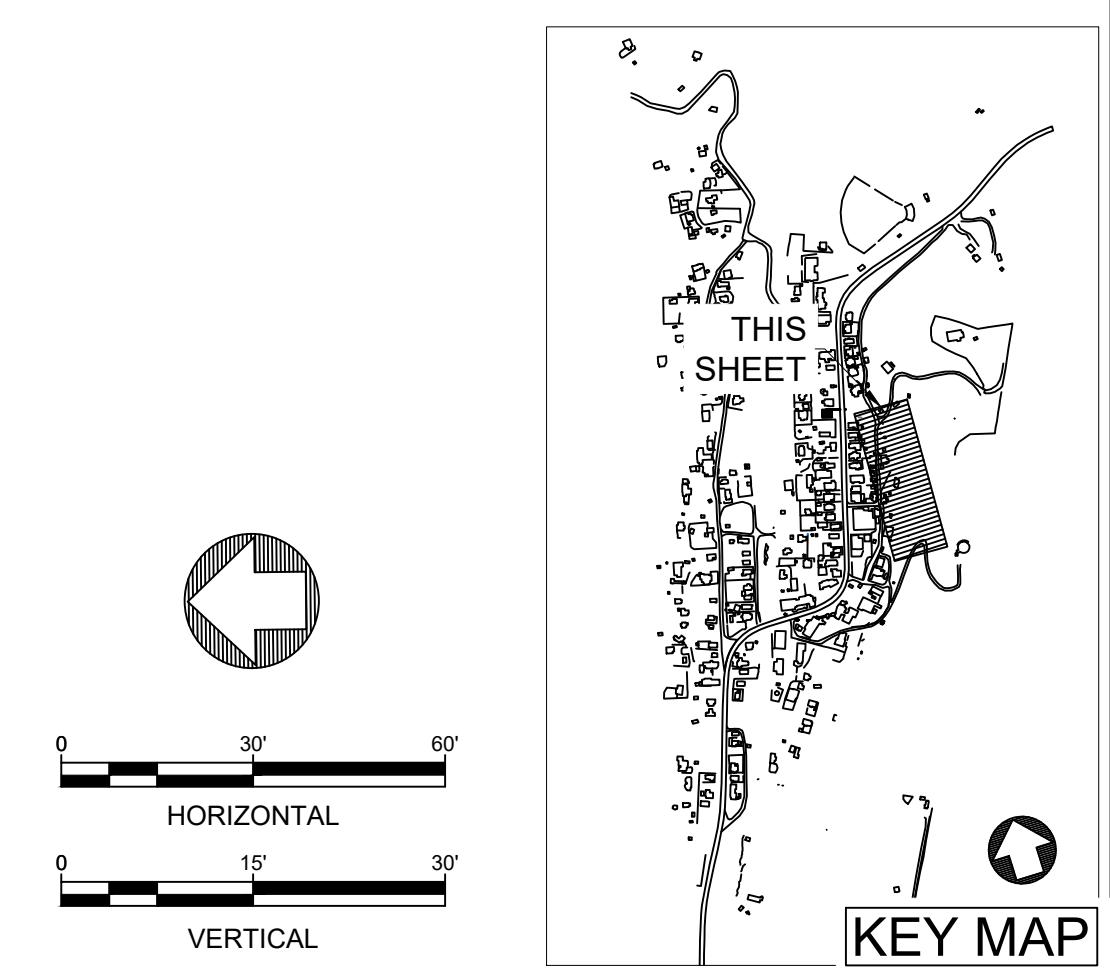 THIS
SHEET
0 30' 60'
HORIZONTAL
0 15' 30'
VERTICAL
KEY MAP